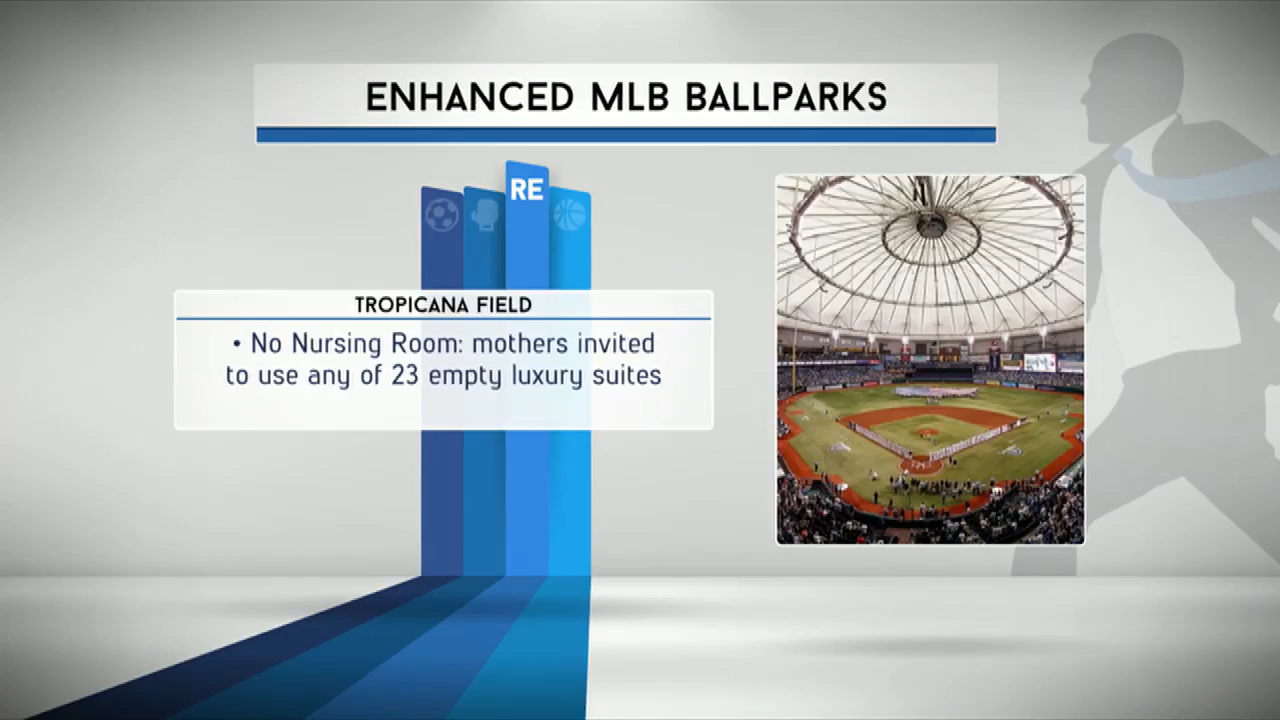 ENHANCED MLB BALLPARKS
RE
TROPICANA FIELD
• No Nursing Room: mothers invited
to use any of 23 empty luxury suites